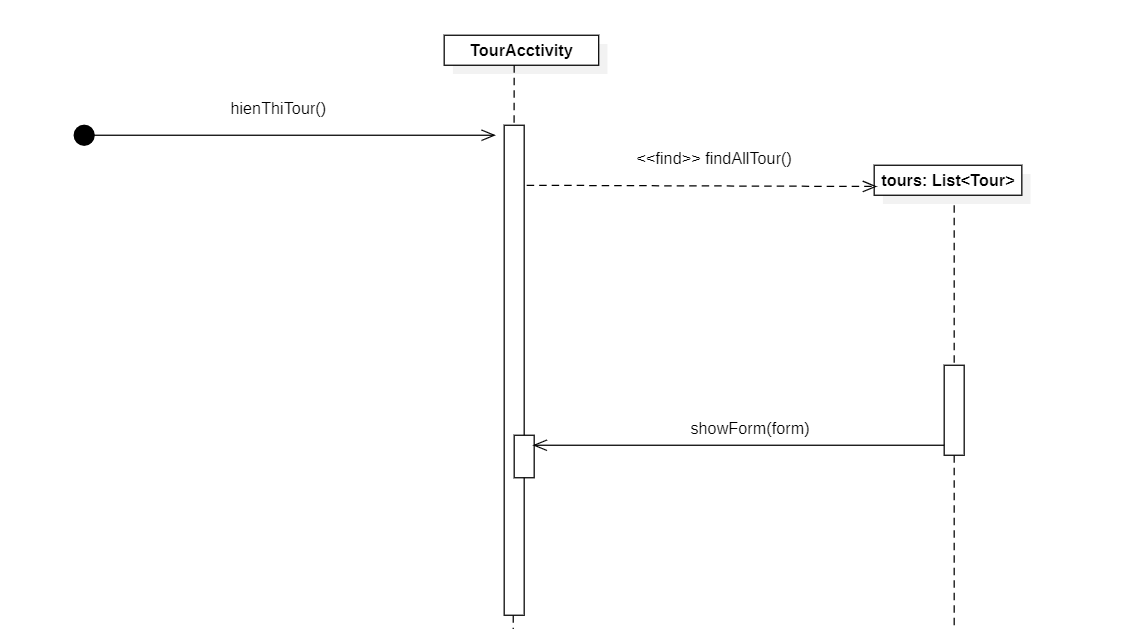 TourAcctivity
hienThiTour()
<<find>> findAllTour()
tours: List<Tour>
showForm(form)